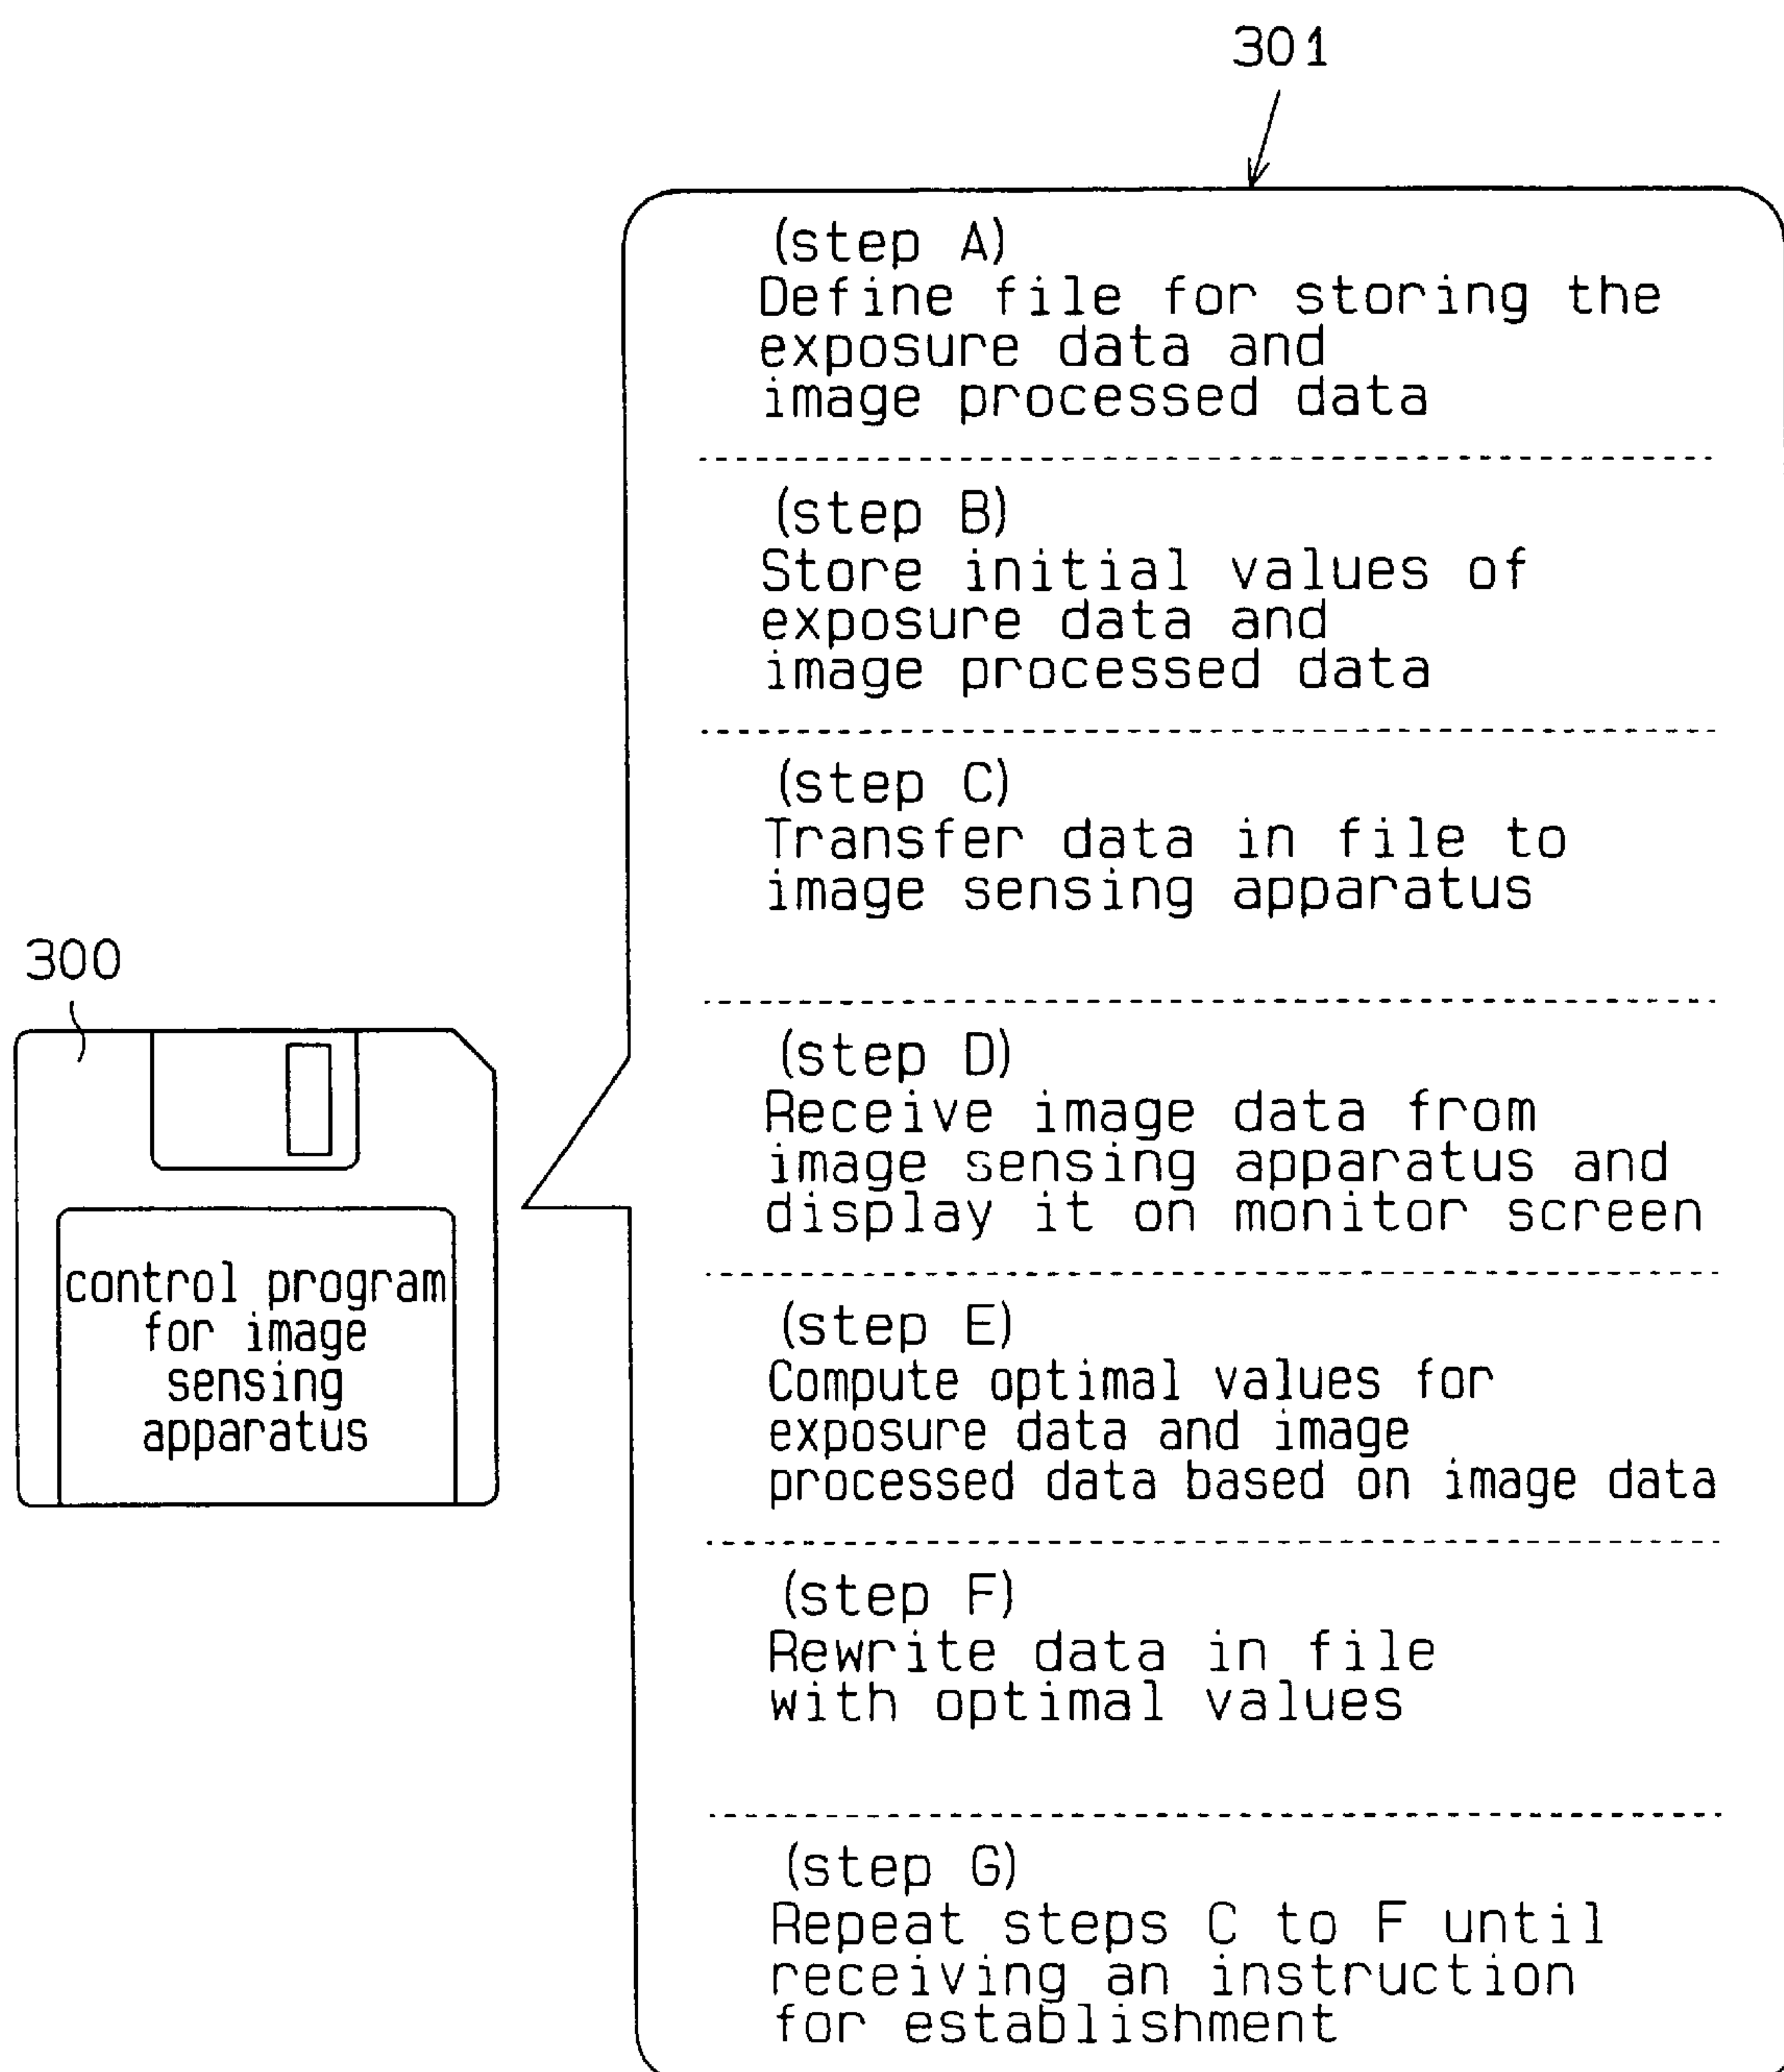 301
(step A)
Define file for storing the
exposure data and
image processed data
(step B)
Store initial values of
exposure data and
image processed data
(step C)
Transfer data in file to
image sensing apparatus
(step D)
Receive image data from
image sensing apparatus and
display it on monitor screen
(step E)
Compute optimal values for
exposure data and image
processed data based on image data
(step F)
Rewrite data in file
with optimal values
(step G)
Repeat steps C to F until
receiving an instruction
for establishment
300
control program
for image
sensing
apparatus